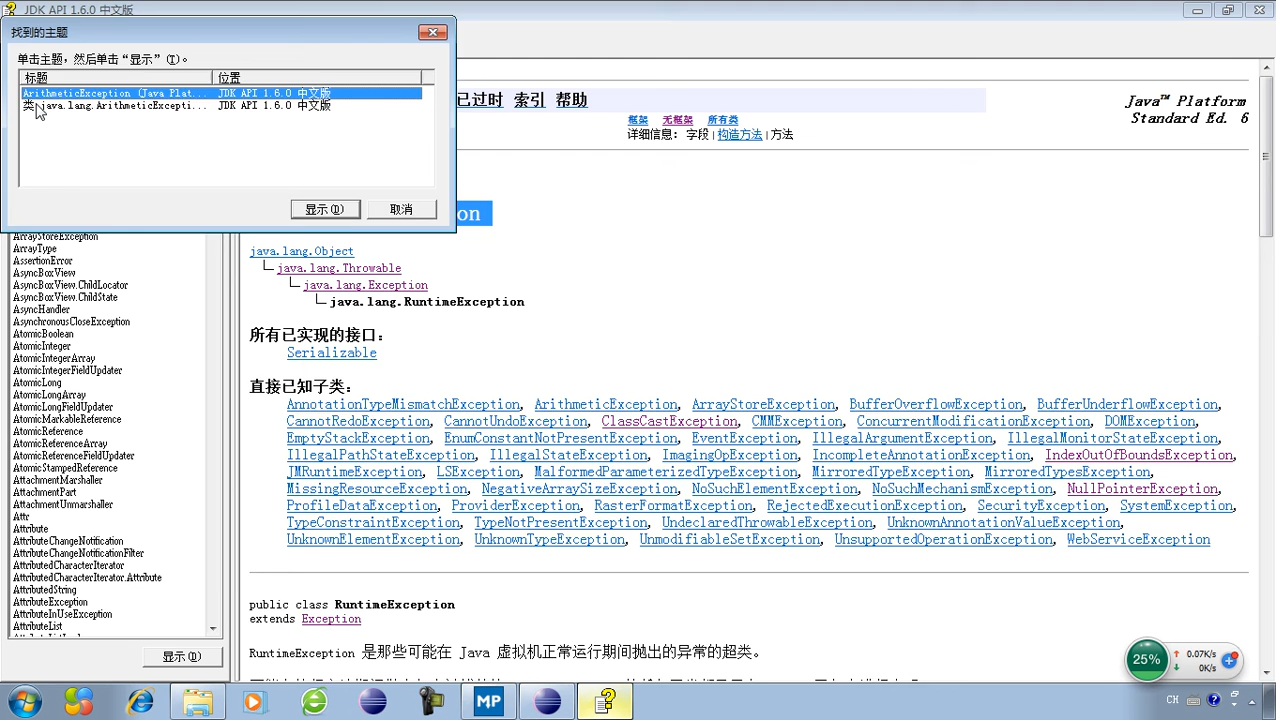 JDK API 1.6.0 中文版
找到的主题
单击主题，然后单击“显示”(T)。
标题 位置
ArithmeticException (Java Plat... JDK API 1.6.0 中文版
类 java.lang.ArithmeticExcepti... JDK API 1.6.0 中文版
显示(D) 取消
已过时 索引 帮助
框架 无框架 所有类
详细信息: 字段 | 构造方法 | 方法
Java™ Platform
Standard Ed. 6
on
java.lang.Object
java.lang.Throwable
java.lang.Exception
java.lang.RuntimeException
所有已实现的接口:
Serializable
直接已知子类:
AnnotationTypeMismatchException, ArithmeticException, ArrayStoreException, BufferOverflowException, BufferUnderflowException,
CannotRedoException, CannotUndoException, ClassCastException, CMMException, ConcurrentModificationException, DOMException,
EmptyStackException, EnumConstantNotPresentException, EventException, IllegalArgumentException, IllegalMonitorStateException,
IllegalPathStateException, IllegalStateException, ImagingOpException, IncompleteAnnotationException, IndexOutOfBoundsException,
JMRuntimeException, LSException, MalformedParameterizedTypeException, MirroredTypeException, MirroredTypesException,
MissingResourceException, NegativeArraySizeException, NoSuchElementException, NoSuchMechanismException, NullPointerException,
ProfileDataException, ProviderException, RasterFormatException, RejectedExecutionException, SecurityException, SystemException,
TypeConstraintException, TypeNotPresentException, UndeclaredThrowableException, UnknownAnnotationValueException,
UnknownElementException, UnknownTypeException, UnmodifiableSetException, UnsupportedOperationException, WebServiceException
public class RuntimeException
extends Exception
RuntimeException 是那些可能在 Java 虚拟机正常运行期间抛出的异常的超类。
ArrayStoreException
ArrayType
AssertionError
AsyncBoxView
AsyncBoxView.ChildLocator
AsyncBoxView.ChildState
AsyncHandler
AsynchronousCloseException
AtomicBoolean
AtomicInteger
AtomicIntegerArray
AtomicIntegerFieldUpdater
AtomicLong
AtomicLongArray
AtomicLongFieldUpdater
AtomicMarkableReference
AtomicReference
AtomicReferenceArray
AtomicReferenceFieldUpdater
AtomicStampedReference
AttachmentMarshaller
AttachmentPart
AttachmentUnmarshaller
Attr
Attribute
AttributeChangeNotification
AttributeChangeNotificationFilter
AttributedCharacterIterator
AttributedCharacterIterator.Attribute
AttributedString
AttributeException
AttributeInUseException
AttributeList
显示(D)
25%
0.07K/s
0K/s
MP
CH